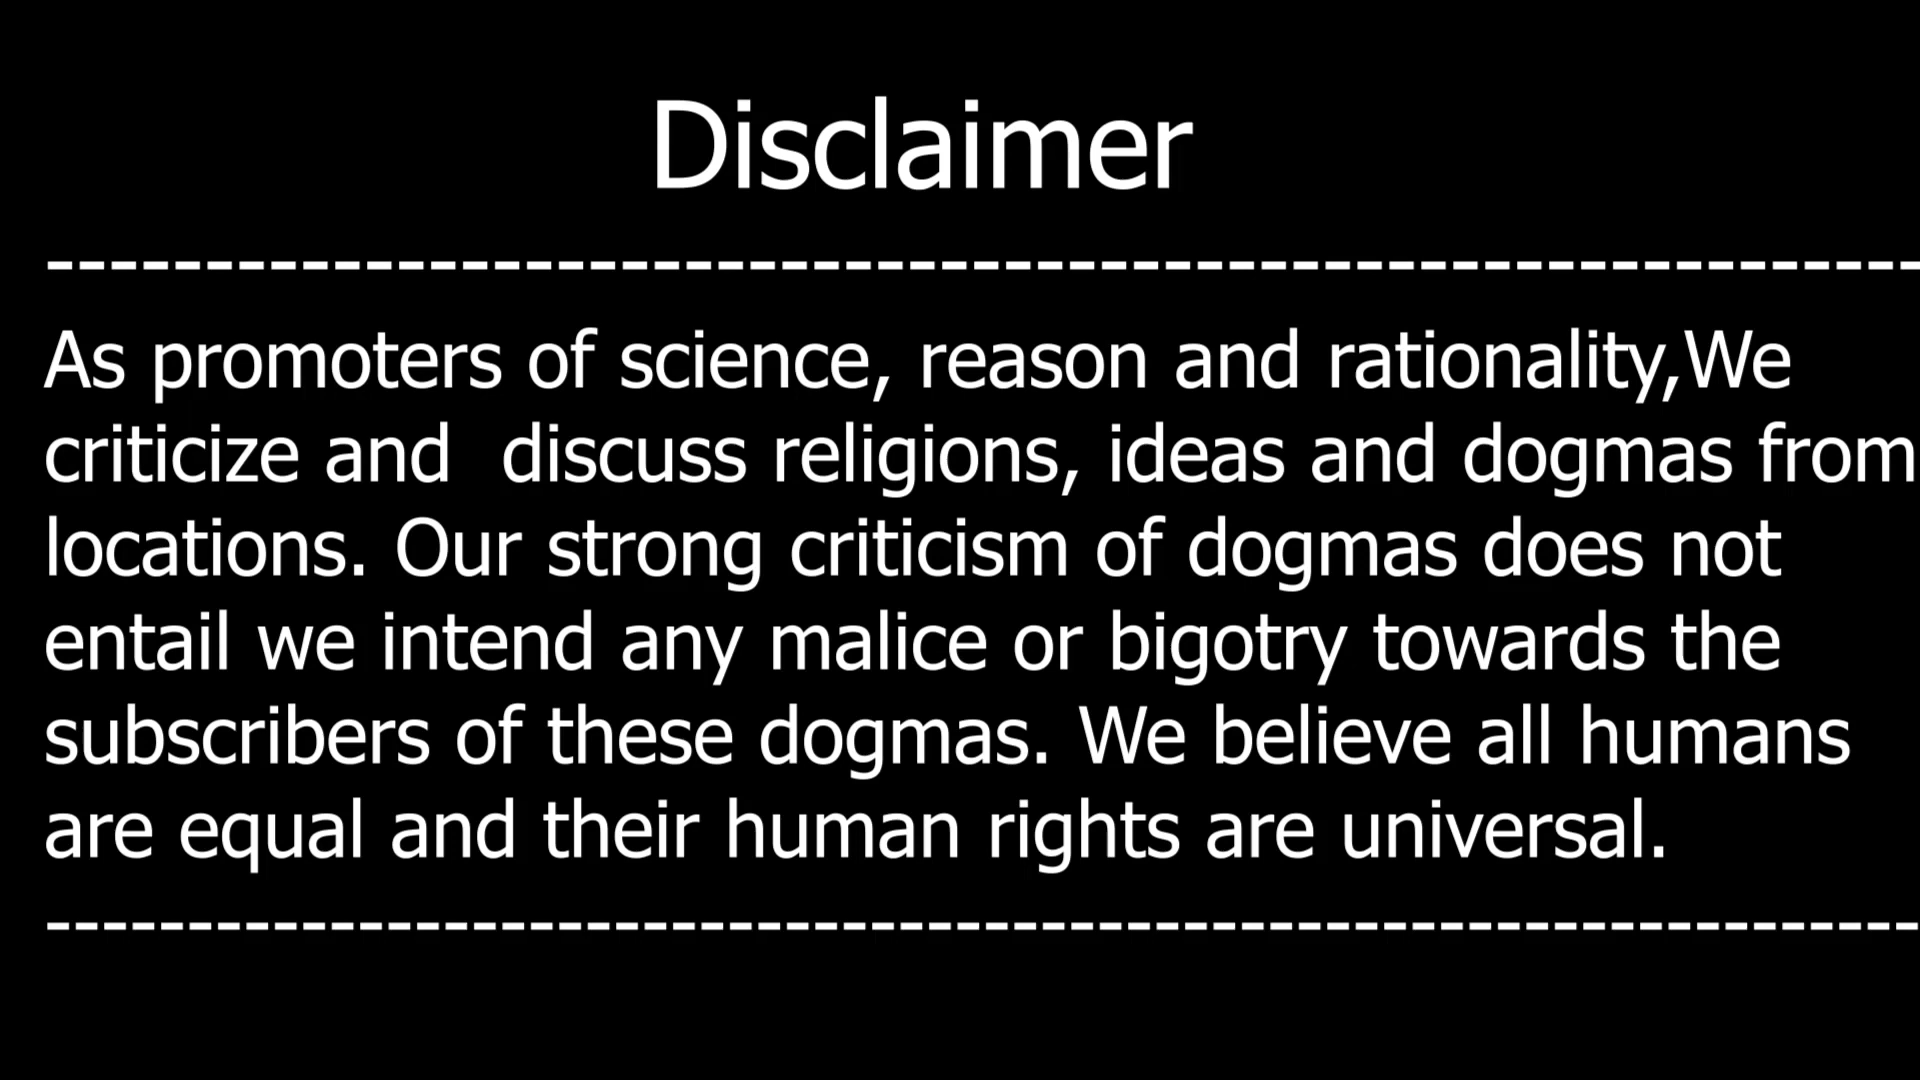 Disclaimer
--------------------------------------------------------
As promoters of science, reason and rationality,We
criticize and  discuss religions, ideas and dogmas from
locations. Our strong criticism of dogmas does not
entail we intend any malice or bigotry towards the
subscribers of these dogmas. We believe all humans
are equal and their human rights are universal.
------------------------------------------------------------------